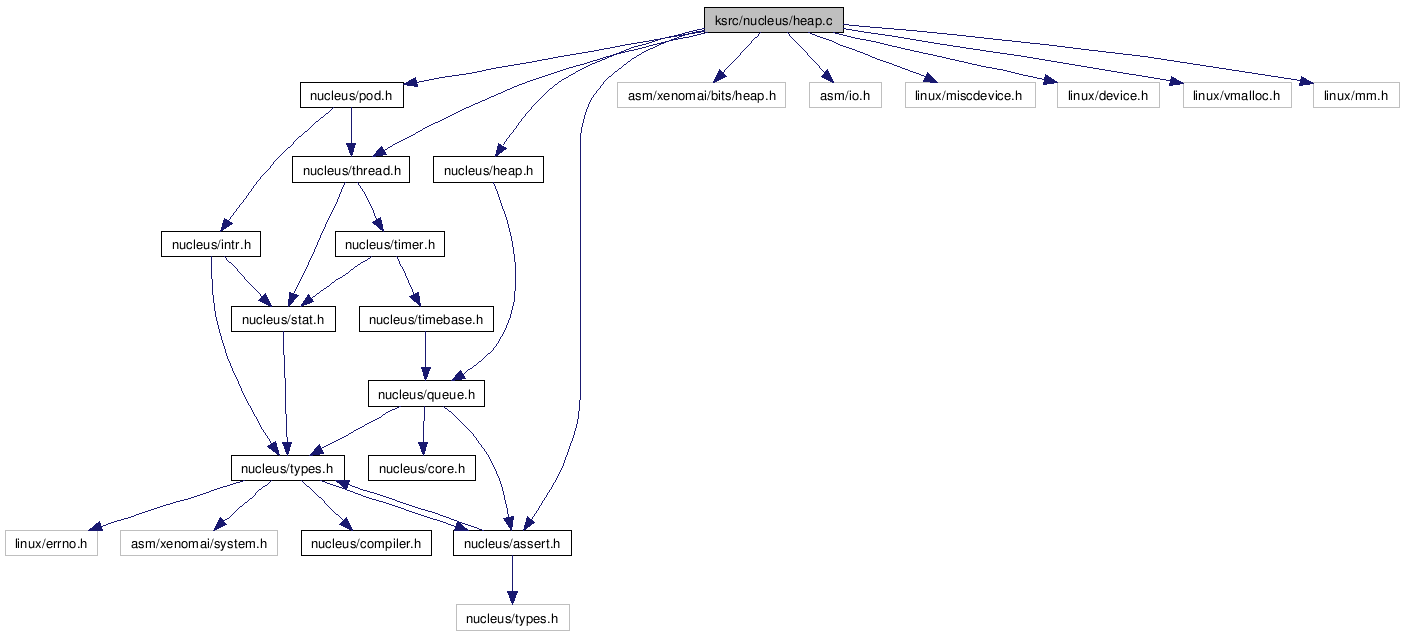 ksrc/nucleus/heap.c
nucleus/pod.h
asm/xenomai/bits/heap.h
asm/io.h
linux/miscdevice.h
linux/device.h
linux/vmalloc.h
linux/mm.h
nucleus/thread.h
nucleus/heap.h
nucleus/intr.h
nucleus/timer.h
nucleus/stat.h
nucleus/timebase.h
nucleus/queue.h
nucleus/types.h
nucleus/core.h
linux/errno.h
asm/xenomai/system.h
nucleus/compiler.h
nucleus/assert.h
nucleus/types.h